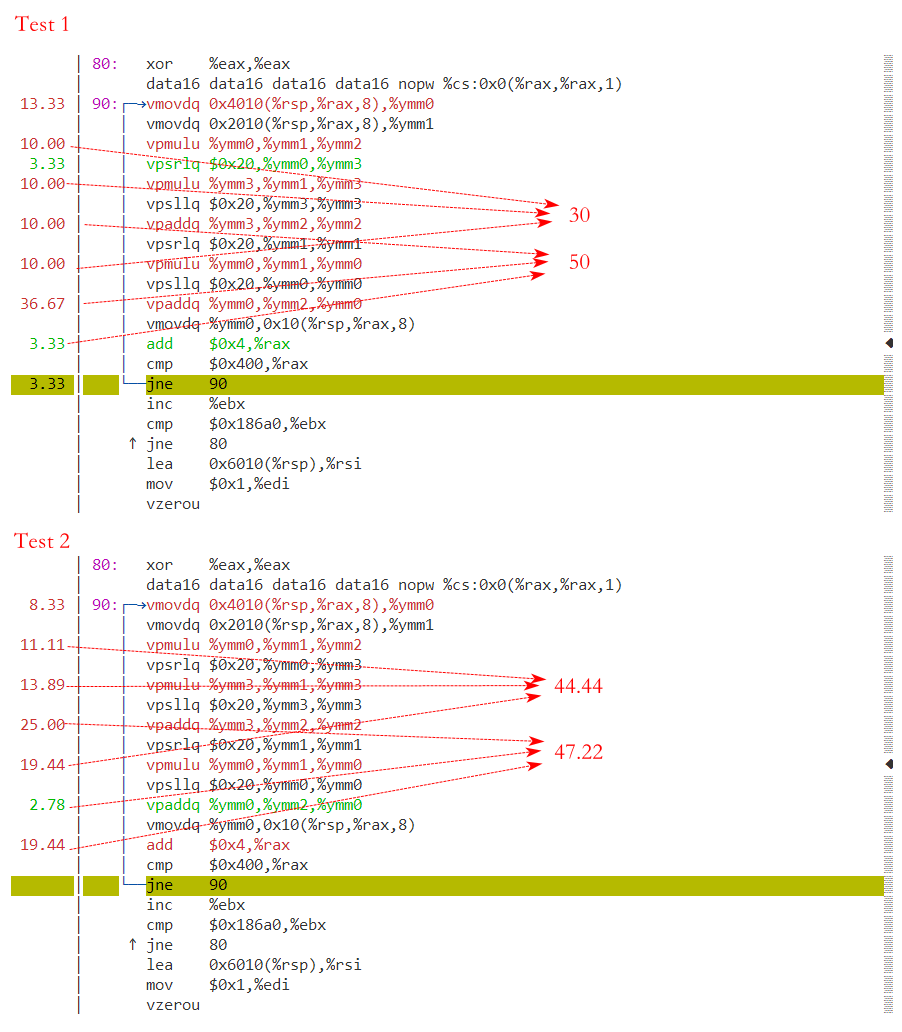 Test 1
80: xor %eax,%eax
data16 data16 data16 data16 nopw %cs:0x0(%rax,%rax,1)
13.33 90: vmovdq 0x4010(%rsp,%rax,8),%ymm0
vmovdq 0x2010(%rsp,%rax,8),%ymm1
10.00 vpmulu %ymm0,%ymm1,%ymm2
3.33 vpsrlq $0x20,%ymm0,%ymm3
10.00 vpmulu %ymm3,%ymm1,%ymm3
vpsllq $0x20,%ymm3,%ymm3
30
10.00 vpaddq %ymm3,%ymm2,%ymm2
vpsrlq $0x20,%ymm1,%ymm1
10.00 vpmulu %ymm0,%ymm1,%ymm0
50
vpsllq $0x20,%ymm0,%ymm0
36.67 vpaddq %ymm0,%ymm2,%ymm0
vmovdq %ymm0,0x10(%rsp,%rax,8)
3.33 add $0x4,%rax
cmp $0x400,%rax
3.33 jne 90
inc %ebx
cmp $0x186a0,%ebx
↑ jne 80
lea 0x6010(%rsp),%rsi
mov $0x1,%edi
vzerou
Test 2
80: xor %eax,%eax
data16 data16 data16 data16 nopw %cs:0x0(%rax,%rax,1)
8.33 90: vmovdq 0x4010(%rsp,%rax,8),%ymm0
vmovdq 0x2010(%rsp,%rax,8),%ymm1
11.11 vpmulu %ymm0,%ymm1,%ymm2
vpsrlq $0x20,%ymm0,%ymm3
13.89 vpmulu %ymm3,%ymm1,%ymm3
44.44
vpsllq $0x20,%ymm3,%ymm3
25.00 vpaddq %ymm3,%ymm2,%ymm2
vpsrlq $0x20,%ymm1,%ymm1
47.22
19.44 vpmulu %ymm0,%ymm1,%ymm0
vpsllq $0x20,%ymm0,%ymm0
2.78 vpaddq %ymm0,%ymm2,%ymm0
vmovdq %ymm0,0x10(%rsp,%rax,8)
19.44 add $0x4,%rax
cmp $0x400,%rax
jne 90
inc %ebx
cmp $0x186a0,%ebx
↑ jne 80
lea 0x6010(%rsp),%rsi
mov $0x1,%edi
vzerou